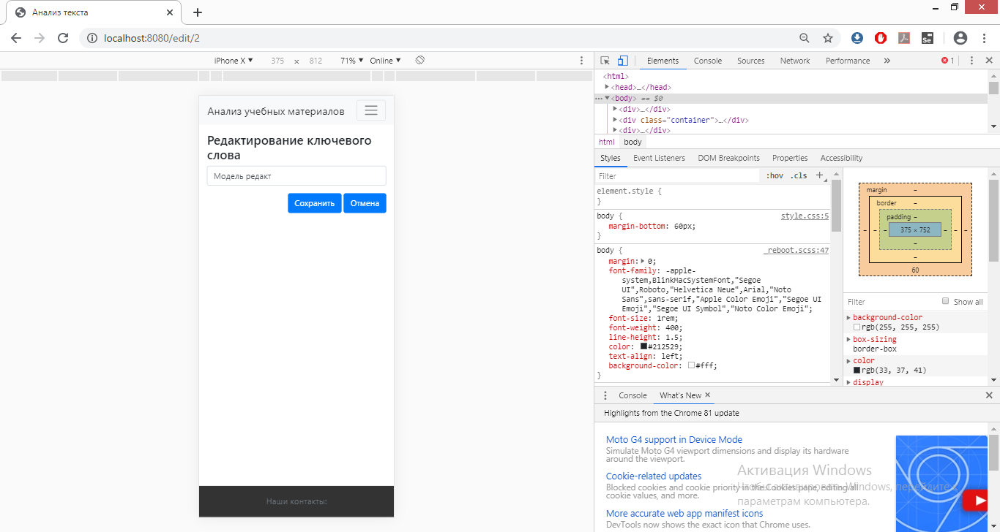 Анализ текста
localhost:8080/edit/2
iPhone X ▼ 375 × 812 71% ▼ Online ▼
Анализ учебных материалов
Редактирование ключевого
слова
Модель редакт
Сохранить Отмена
Наши контакты:
Elements Console Sources Network Performance » 1
<html>
<head>…</head>
<body> == $0
<div>…</div>
<div class="container">…</div>
<div>…</div>
html body
Styles Event Listeners DOM Breakpoints Properties Accessibility
Filter :hov .cls +
element.style {
}
body { style.css:5
margin-bottom: 60px;
}
body { _reboot.scss:47
margin: 0;
font-family: -apple-
system,BlinkMacSystemFont,"Segoe
UI",Roboto,"Helvetica Neue",Arial,"Noto
Sans",sans-serif,"Apple Color Emoji","Segoe UI
Emoji","Segoe UI Symbol","Noto Color Emoji";
font-size: 1rem;
font-weight: 400;
line-height: 1.5;
color: #212529;
text-align: left;
background-color: #fff;
}
margin –
border –
padding –
– – – 375 × 752 – – –
–
–
60
Filter Show all
background-color
rgb(255, 255, 255)
box-sizing
border-box
color
rgb(33, 37, 41)
display
Console What's New ×
Highlights from the Chrome 81 update
Moto G4 support in Device Mode
Simulate Moto G4 viewport dimensions and display its hardware
around the viewport.
Cookie-related updates
Blocked cookies and cookie priority in the Cookies pane, editing all
cookie values, and more.
More accurate web app manifest icons
DevTools now shows the exact icon that Chrome uses.
Активация Windows
Чтобы активировать Windows, перейдите к
параметрам компьютера.